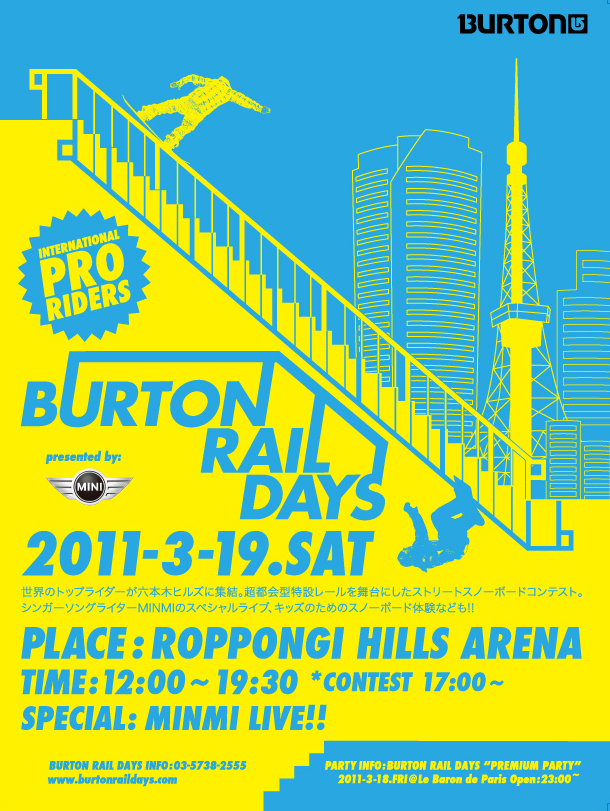 BURTON
INTERNATIONAL
PRO
RIDERS
BURTON
RAIL
DAYS
presented by:
MINI
2011-3-19.SAT
世界のトップライダーが六本木ヒルズに集結。超都会型特設レールを舞台にしたストリートスノーボードコンテスト。
シンガーソングライターMINMIのスペシャルライブ、キッズのためのスノーボード体験なども!!
PLACE : ROPPONGI HILLS ARENA
TIME : 12:00 ~ 19:30 *CONTEST 17:00 ~
SPECIAL: MINMI LIVE!!
BURTON RAIL DAYS INFO : 03-5738-2555
www.burtonraildays.com
PARTY INFO : BURTON RAIL DAYS "PREMIUM PARTY"
2011-3-18.FRI @ Le Baron de Paris Open : 23:00~